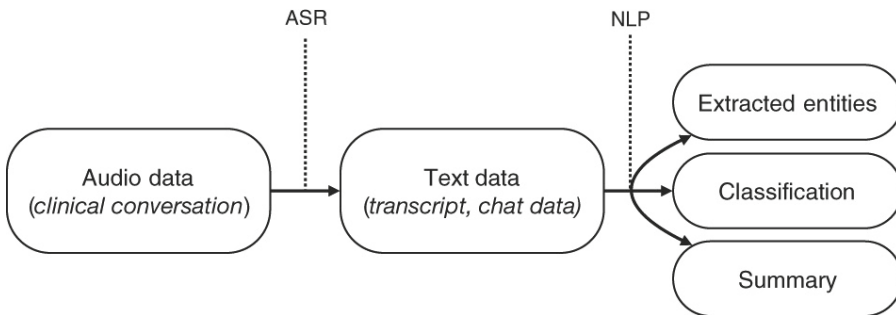 ASR
NLP
Audio data
(clinical conversation)
Text data
(transcript, chat data)
Extracted entities
Classification
Summary